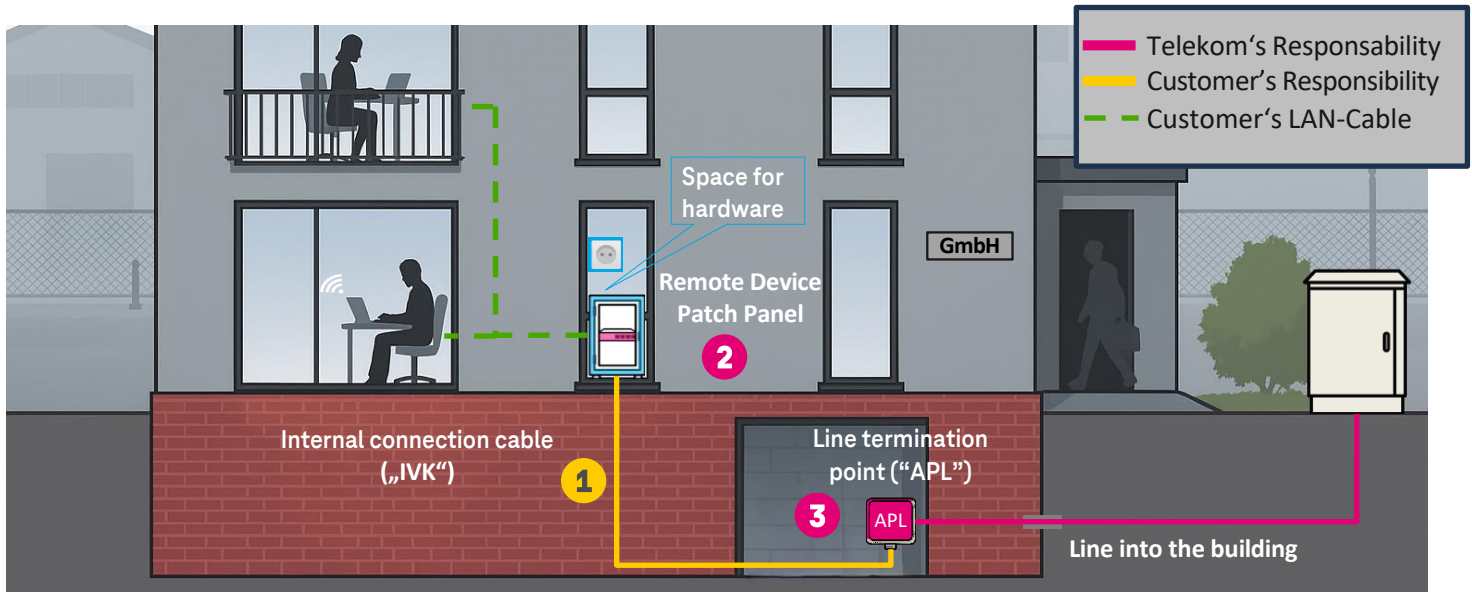 Telekom‘s Responsability
Customer’s Responsibility
Customer‘s LAN-Cable
Space for
hardware
GmbH
Remote Device
Patch Panel
2
Internal connection cable
(„IVK“)
1
Line termination
point (“APL”)
3
APL
Line into the building